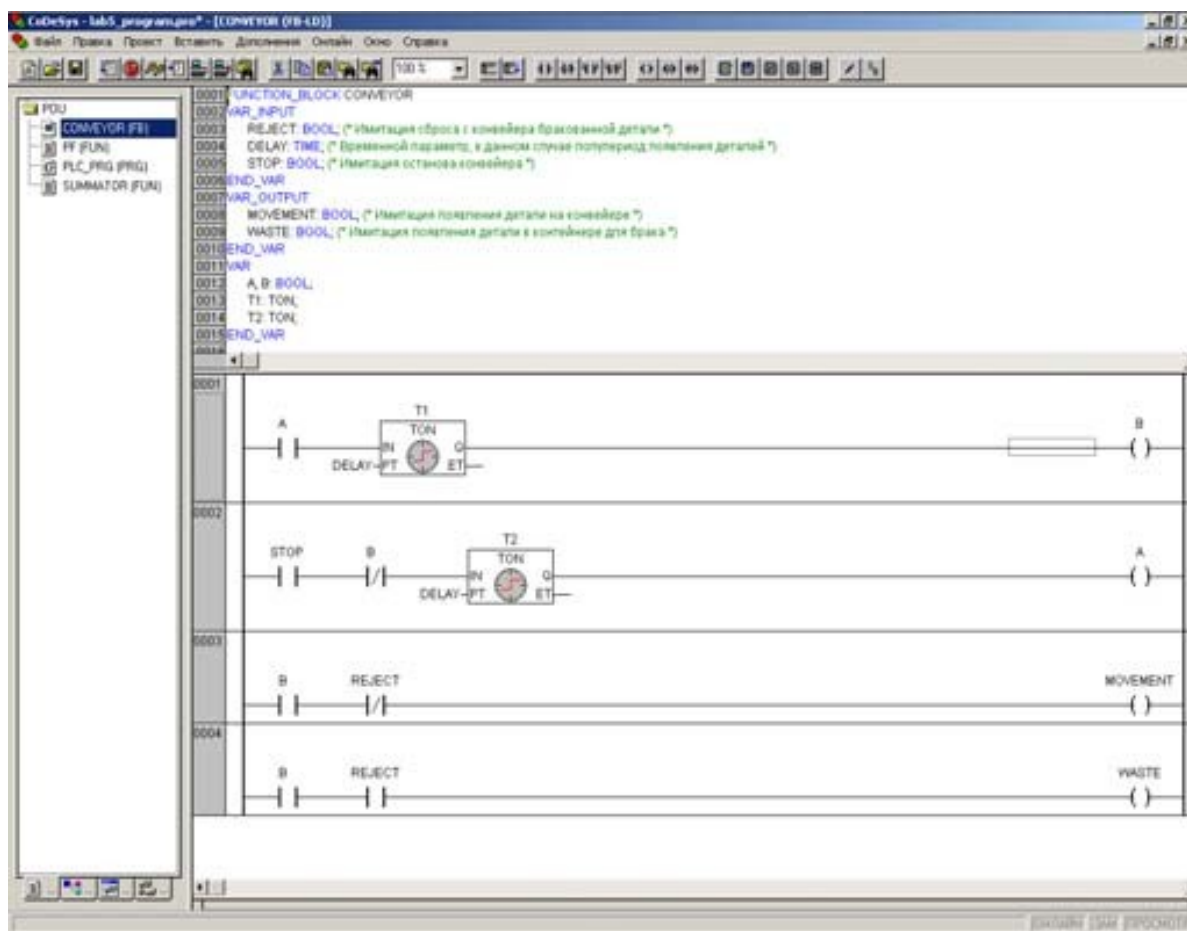 CoDeSys - lab5_program.pro* - [CONVEYOR (FB-LD)]
Файл Правка Проект Вставить Дополнения Онлайн Окно Справка
100 %
POU
CONVEYOR (FB)
PF (FUN)
PLC_PRG (PRG)
SUMMATOR (FUN)
0001 FUNCTION_BLOCK CONVEYOR
0002 VAR_INPUT
0003 REJECT: BOOL; (* Имитация сброса с конвейера бракованной детали *)
0004 DELAY: TIME; (* Временной параметр, в данном случае полупериод появления деталей *)
0005 STOP: BOOL; (* Имитация останова конвейера *)
0006 END_VAR
0007 VAR_OUTPUT
0008 MOVEMENT: BOOL; (* Имитация появления детали на конвейере *)
0009 WASTE: BOOL; (* Имитация появления детали в контейнере для брака *)
0010 END_VAR
0011 VAR
0012 A, B: BOOL;
0013 T1: TON;
0014 T2: TON;
0015 END_VAR
0016
0001
T1
A TON B
IN Q
DELAY PT ET
0002
T2
STOP B TON A
IN Q
DELAY PT ET
0003
B REJECT MOVEMENT
0004
B REJECT WASTE
ОНЛАЙН ЗАМ ПРОСМОТР